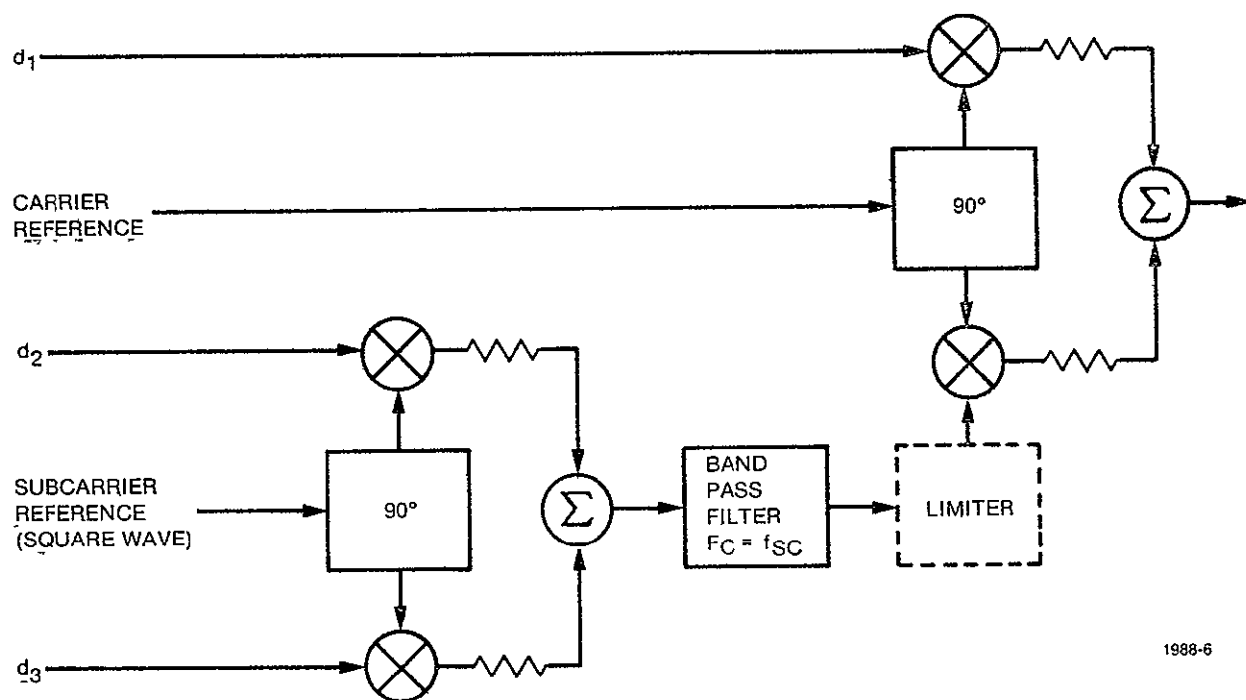 d1
CARRIER
REFERENCE
90°
Σ
d2
SUBCARRIER
REFERENCE
(SQUARE WAVE)
90°
Σ
BAND
PASS
FILTER
FC = fSC
LIMITER
d3
1988-6